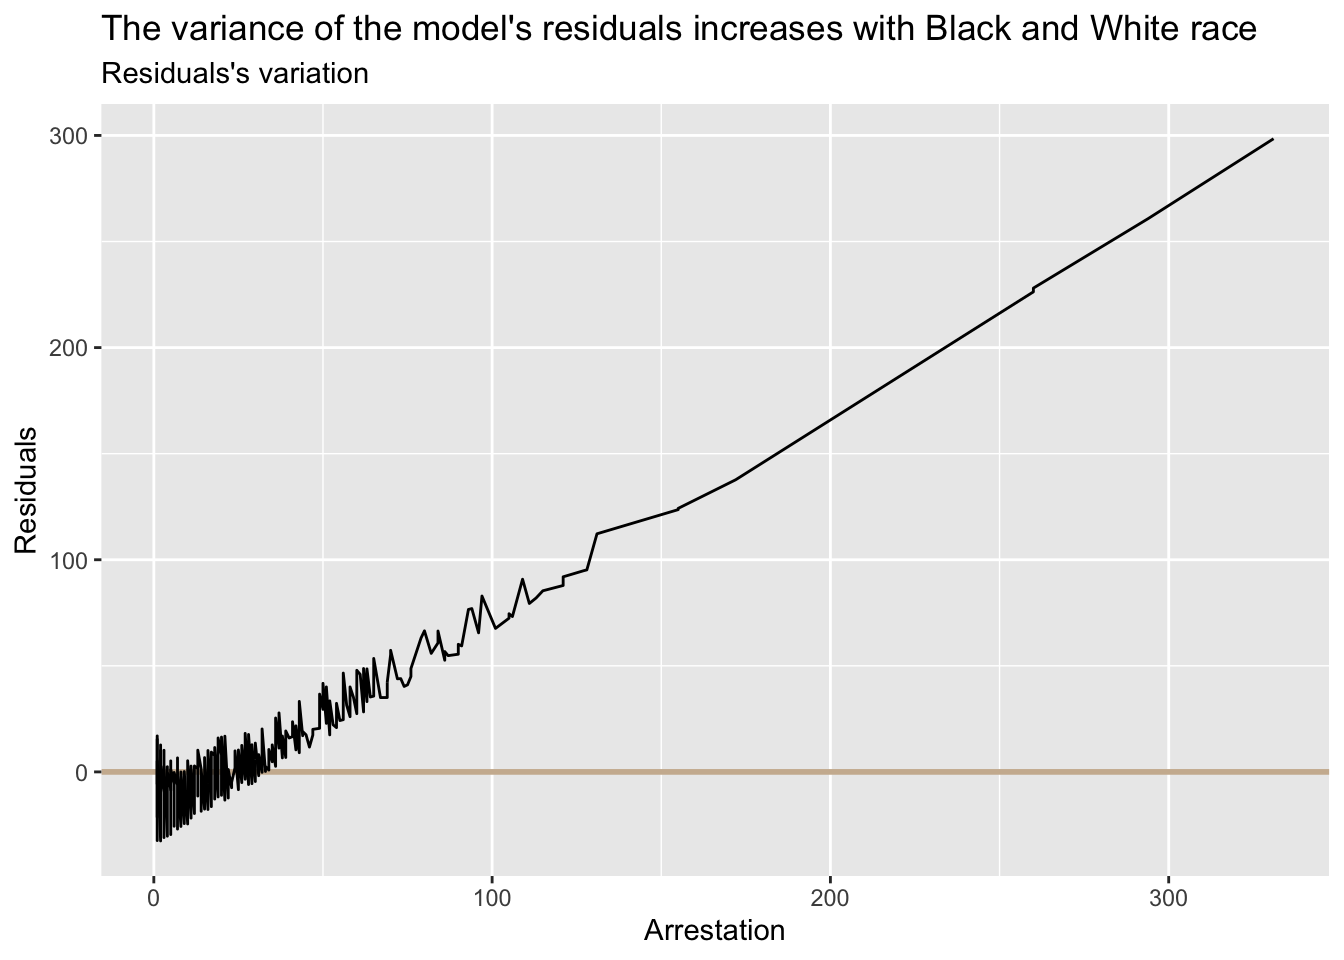 The variance of the model's residuals increases with Black and White race
Residuals's variation
300
200
100
0
Residuals
0 100 200 300
Arrestation